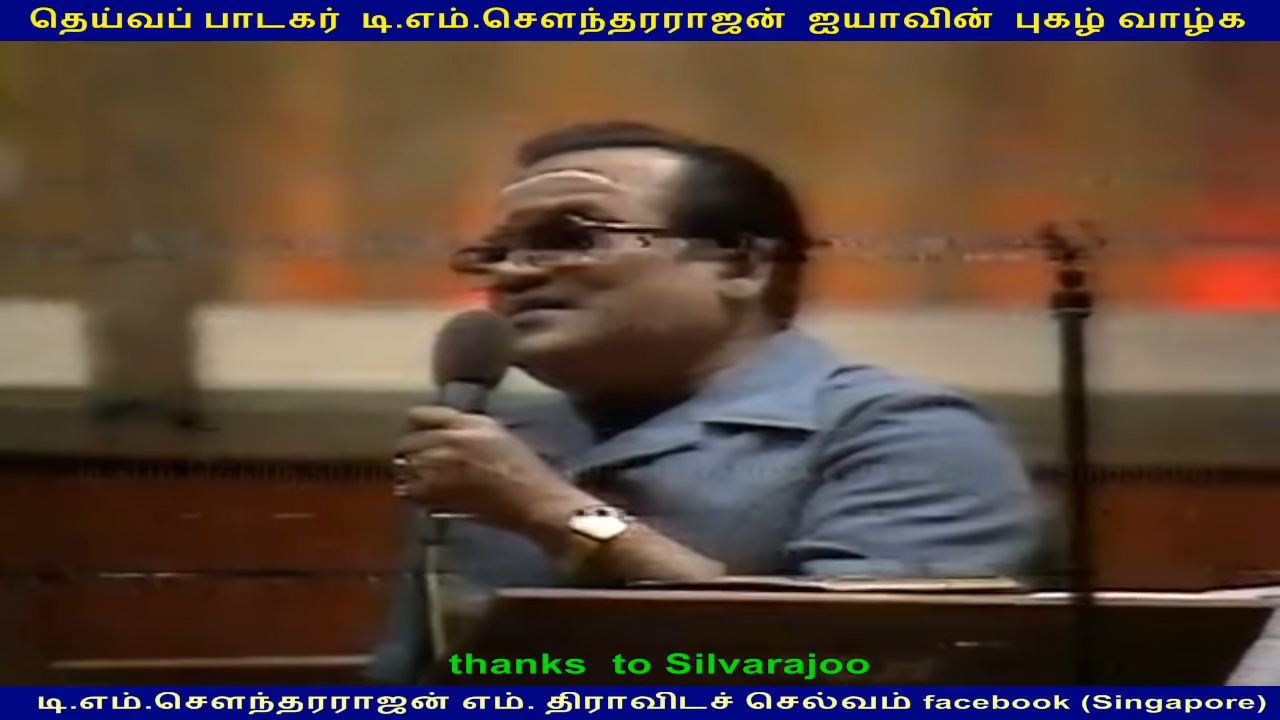 தெய்வப் பாடகர் டி.எம்.சௌந்தரராஜன் ஐயாவின் புகழ் வாழ்க
thanks to Silvarajoo
டி.எம்.சௌந்தரராஜன் எம். திராவிடச் செல்வம் facebook (Singapore)